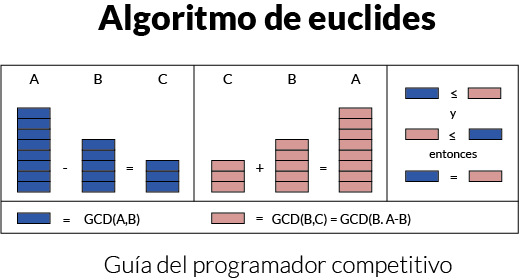 Algoritmo de euclides
A B C
- =
C B A
+ =
≤
y
≤
entonces
=
= GCD(A,B)
= GCD(B,C) = GCD(B. A-B)
Guía del programador competitivo